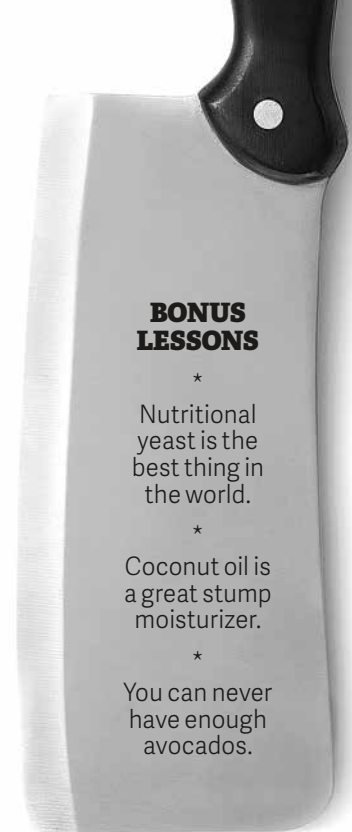 BONUS
LESSONS
*
Nutritional
yeast is the
best thing in
the world.
*
Coconut oil is
a great stump
moisturizer.
*
You can never
have enough
avocados.